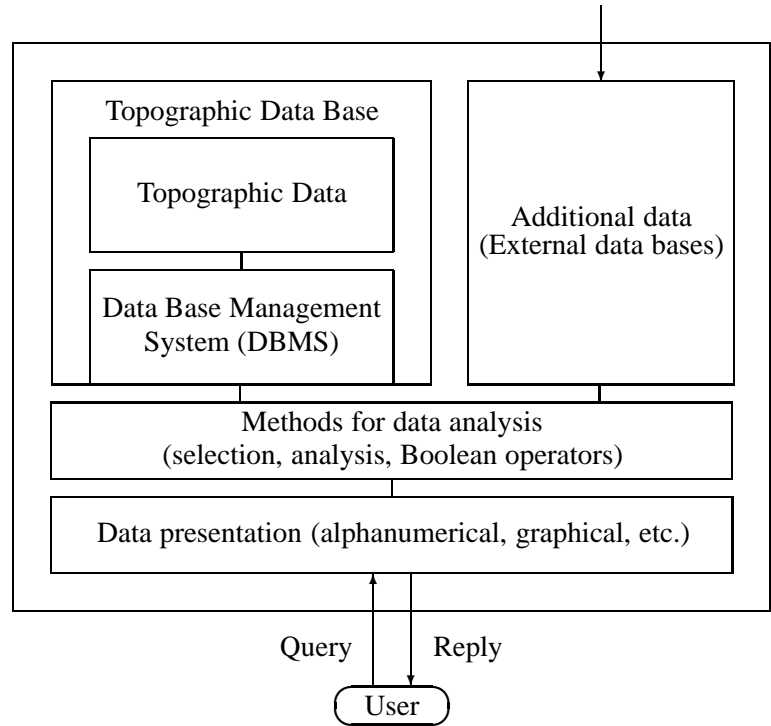 Topographic Data Base
Topographic Data
Data Base Management
System (DBMS)
Additional data
(External data bases)
Methods for data analysis
(selection, analysis, Boolean operators)
Data presentation (alphanumerical, graphical, etc.)
Query
Reply
User